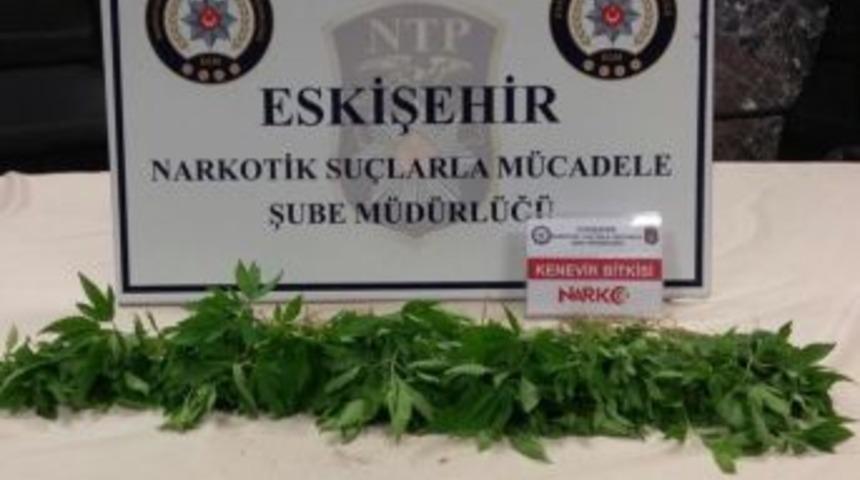 NTP
ESKİŞEHİR
NARKOTİK SUÇLARLA MÜCADELE
ŞUBE MÜDÜRLÜĞÜ
KENEVİR BİTKİSİ
NARKO